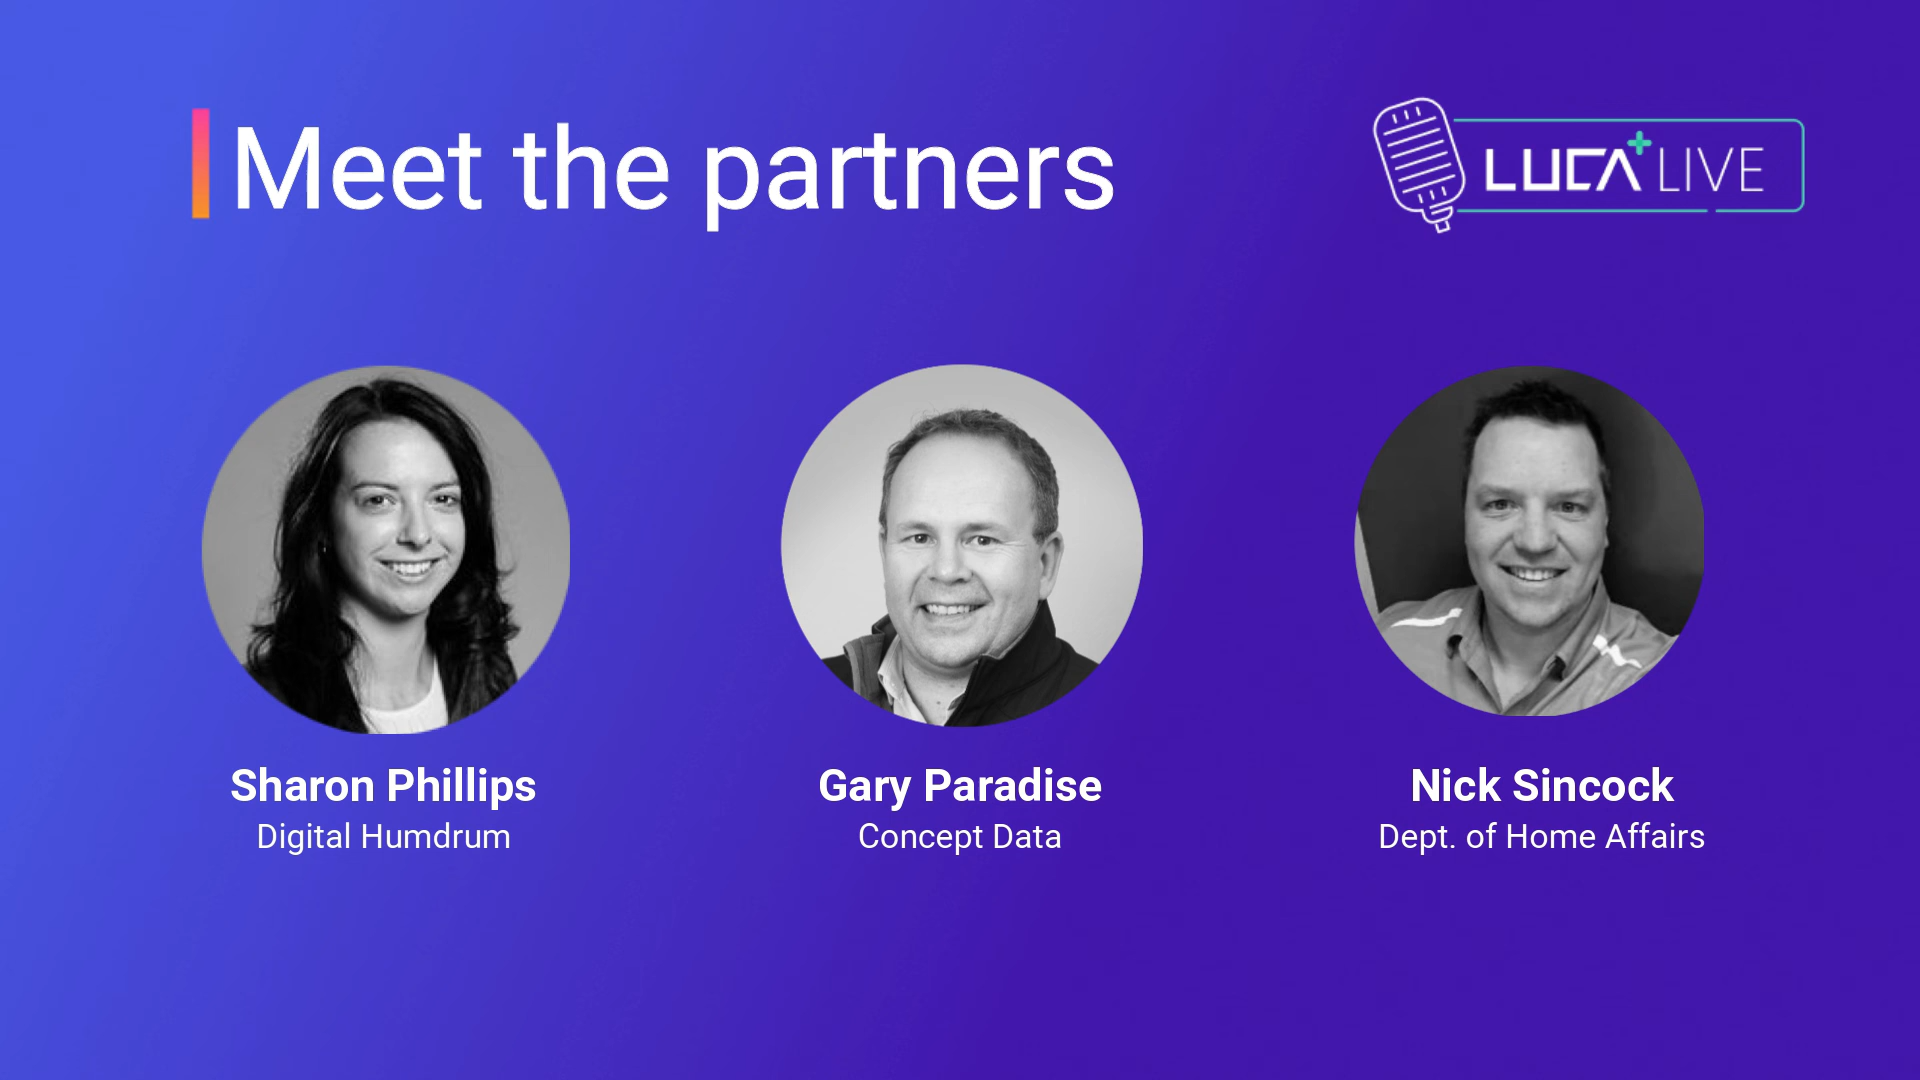 Meet the partners
LUCA+ LIVE
Sharon Phillips
Digital Humdrum
Gary Paradise
Concept Data
Nick Sincock
Dept. of Home Affairs